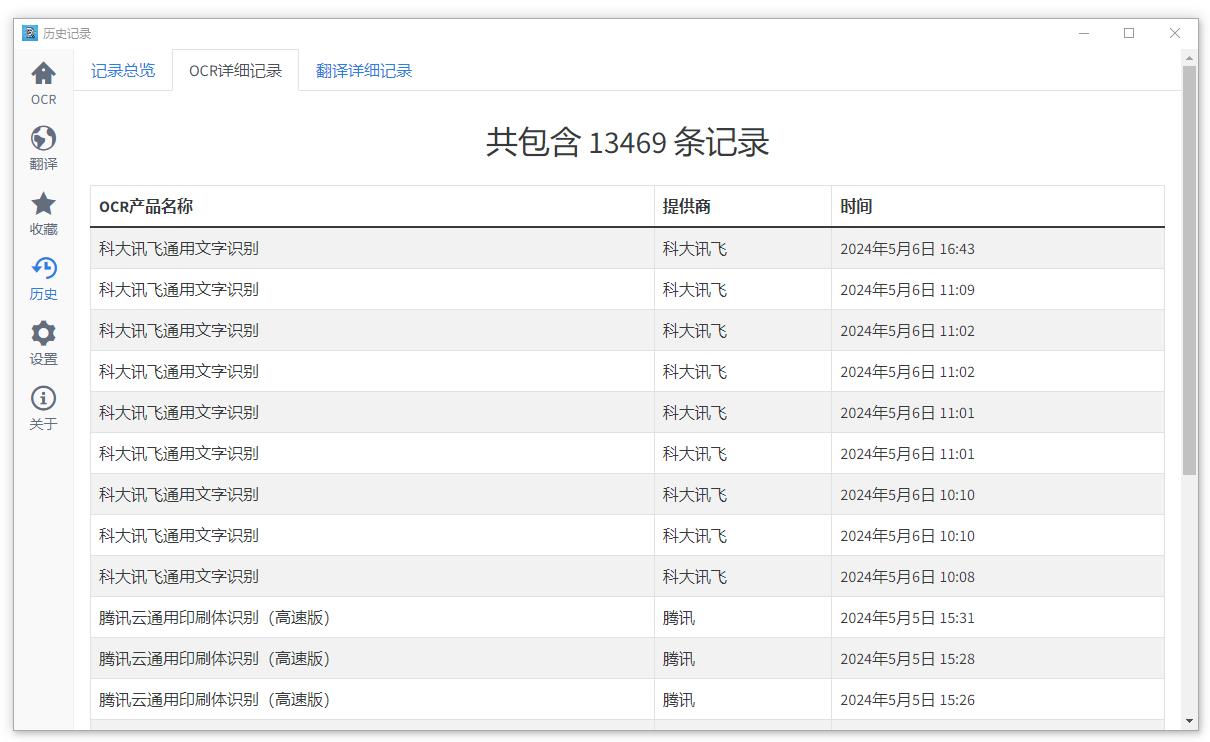 历史记录
OCR
翻译
收藏
历史
设置
关于
记录总览 OCR详细记录 翻译详细记录
共包含 13469 条记录
OCR产品名称 提供商 时间
科大讯飞通用文字识别 科大讯飞 2024年5月6日 16:43
科大讯飞通用文字识别 科大讯飞 2024年5月6日 11:09
科大讯飞通用文字识别 科大讯飞 2024年5月6日 11:02
科大讯飞通用文字识别 科大讯飞 2024年5月6日 11:02
科大讯飞通用文字识别 科大讯飞 2024年5月6日 11:01
科大讯飞通用文字识别 科大讯飞 2024年5月6日 11:01
科大讯飞通用文字识别 科大讯飞 2024年5月6日 10:10
科大讯飞通用文字识别 科大讯飞 2024年5月6日 10:10
科大讯飞通用文字识别 科大讯飞 2024年5月6日 10:08
腾讯云通用印刷体识别（高速版） 腾讯 2024年5月5日 15:31
腾讯云通用印刷体识别（高速版） 腾讯 2024年5月5日 15:28
腾讯云通用印刷体识别（高速版） 腾讯 2024年5月5日 15:26